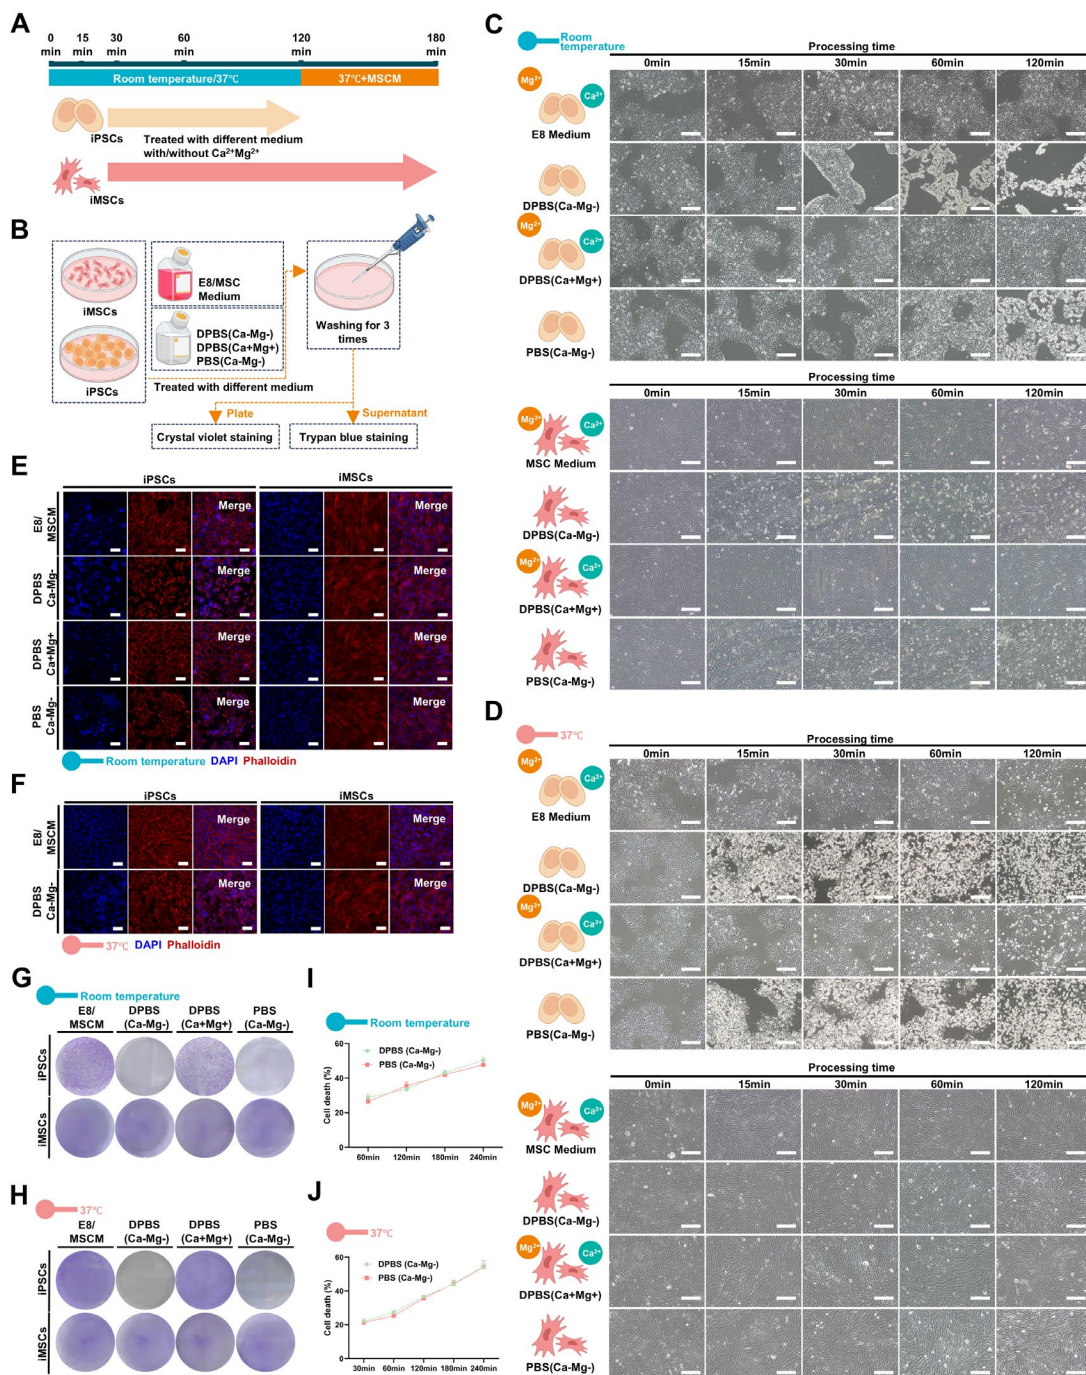 A
0 15 30 60 120 180
min min min min min min
Room temperature/37℃
37℃+MSCM
iPSCs
Treated with different medium
with/without Ca²⁺Mg²⁺
iMSCs
B
iMSCs
iPSCs
E8/MSC
Medium
DPBS(Ca-Mg-)
DPBS(Ca+Mg+)
PBS(Ca-Mg-)
Washing for 3
times
Treated with different medium
Plate
Supernatant
Crystal violet staining
Trypan blue staining
C
Room
temperature
Processing time
0min 15min 30min 60min 120min
Mg²⁺
Ca²⁺
E8 Medium
DPBS(Ca-Mg-)
Mg²⁺
Ca²⁺
DPBS(Ca+Mg+)
PBS(Ca-Mg-)
Processing time
0min 15min 30min 60min 120min
Mg²⁺
Ca²⁺
MSC Medium
DPBS(Ca-Mg-)
Mg²⁺
Ca²⁺
DPBS(Ca+Mg+)
PBS(Ca-Mg-)
D
37℃
Processing time
0min 15min 30min 60min 120min
Mg²⁺
Ca²⁺
E8 Medium
DPBS(Ca-Mg-)
Mg²⁺
Ca²⁺
DPBS(Ca+Mg+)
PBS(Ca-Mg-)
Processing time
0min 15min 30min 60min 120min
Mg²⁺
Ca²⁺
MSC Medium
DPBS(Ca-Mg-)
Mg²⁺
Ca²⁺
DPBS(Ca+Mg+)
PBS(Ca-Mg-)
E
iPSCs iMSCs
E8/
MSCM
Merge Merge
DPBS
Ca-Mg-
Merge Merge
DPBS
Ca+Mg+
Merge Merge
PBS
Ca-Mg-
Merge Merge
Room temperature DAPI Phalloidin
F
iPSCs iMSCs
E8/
MSCM
Merge Merge
DPBS
Ca-Mg-
Merge Merge
37℃ DAPI Phalloidin
G
Room temperature
E8/ DPBS DPBS PBS
MSCM (Ca-Mg-) (Ca+Mg+) (Ca-Mg-)
iPSCs
iMSCs
H
37℃
E8/ DPBS DPBS PBS
MSCM (Ca-Mg-) (Ca+Mg+) (Ca-Mg-)
iPSCs
iMSCs
I
Room temperature
DPBS (Ca-Mg-)
PBS (Ca-Mg-)
Cell death (%)
60
40
20
0
60min 120min 180min 240min
J
37℃
DPBS (Ca-Mg-)
PBS (Ca-Mg-)
Cell death (%)
60
40
20
0
30min 60min 120min 180min 240min